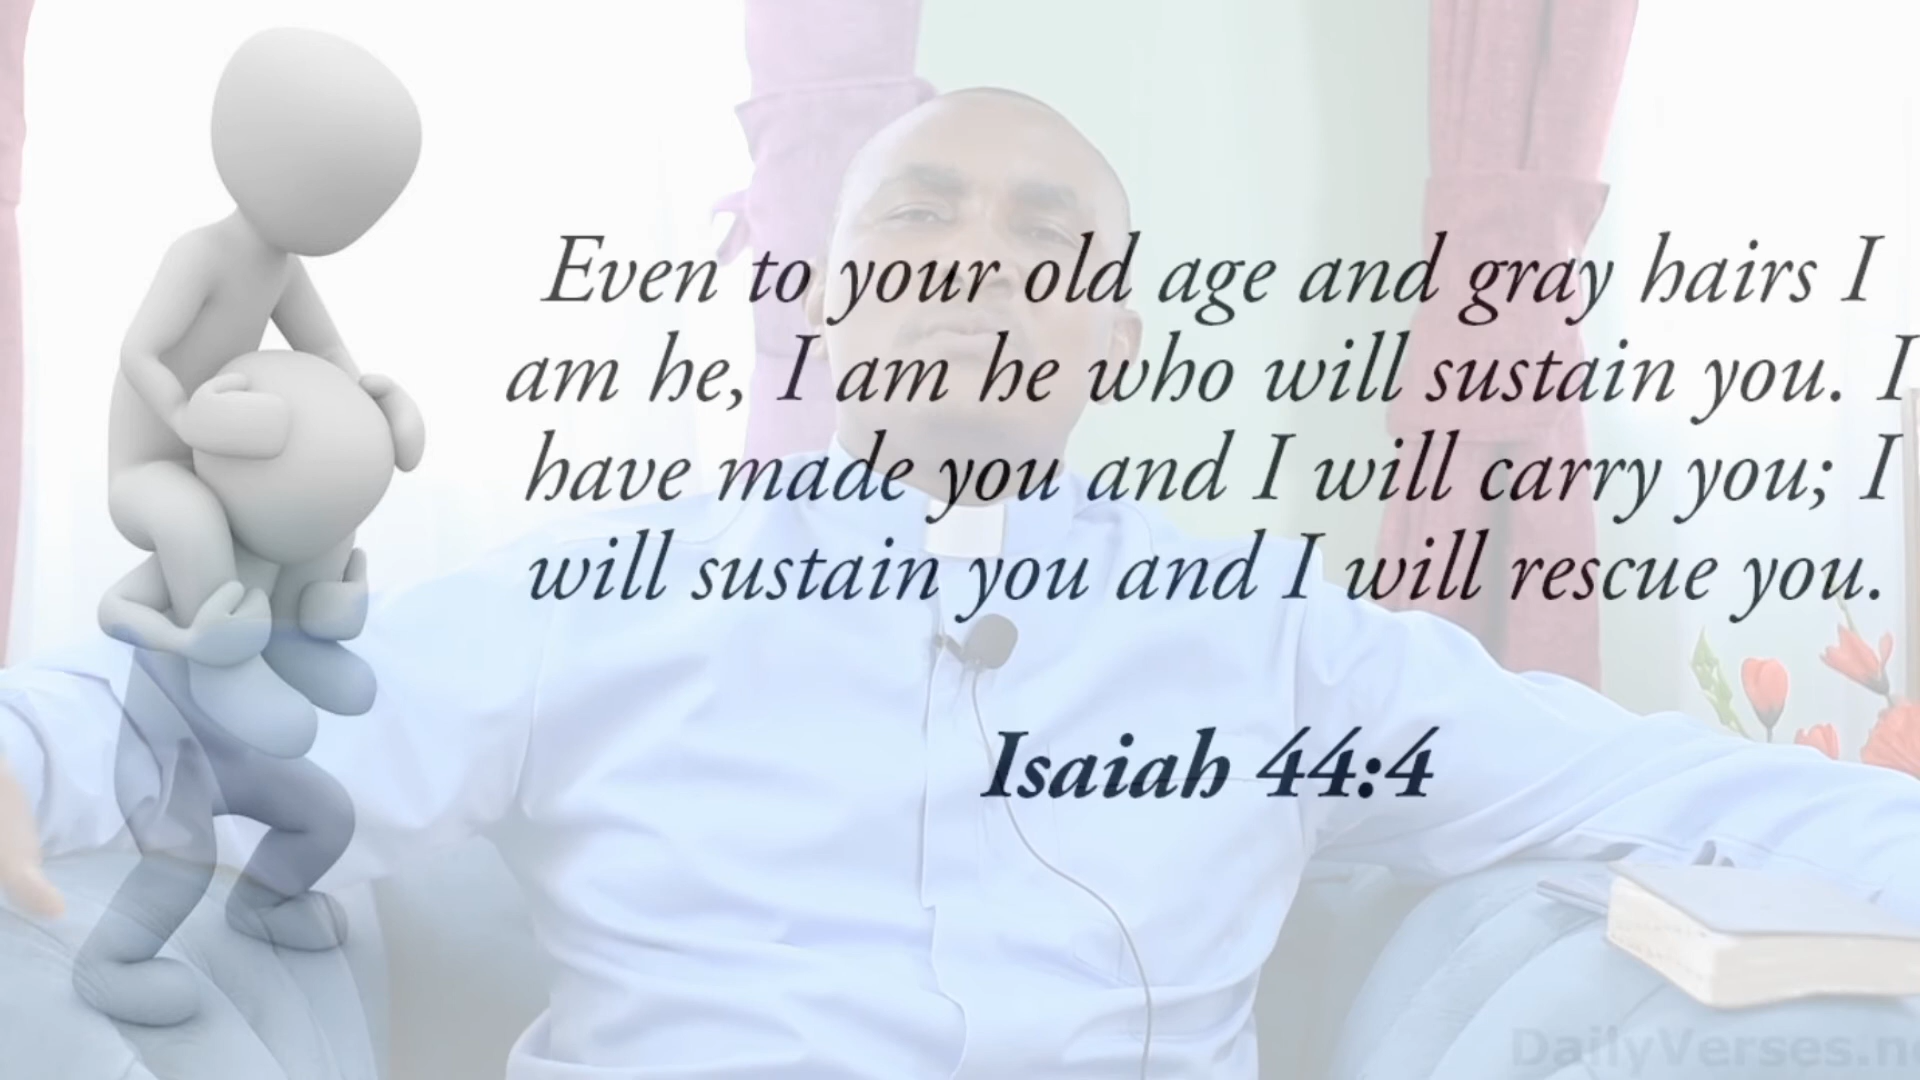 Even to your old age and gray hairs I
am he, I am he who will sustain you. I
have made you and I will carry you; I
will sustain you and I will rescue you.
Isaiah 44:4
DailyVerses.ne